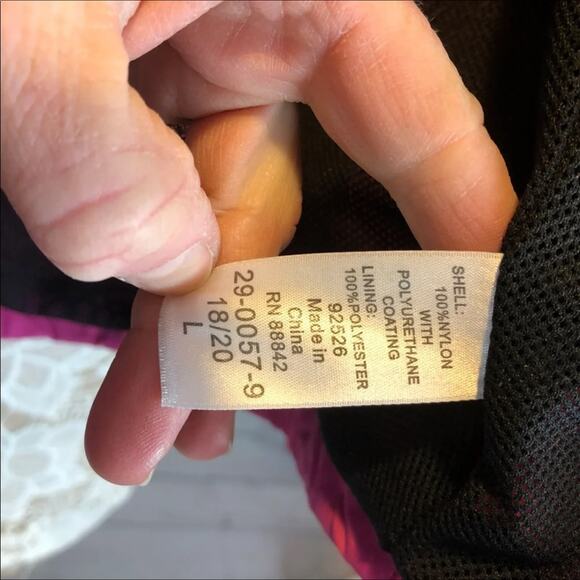 SHELL:
100%NYLON
WITH
POLYURETHANE
COATING
LINING:
100%POLYESTER
92526
Made in
China
RN 88842
29-0057-9
18/20
L